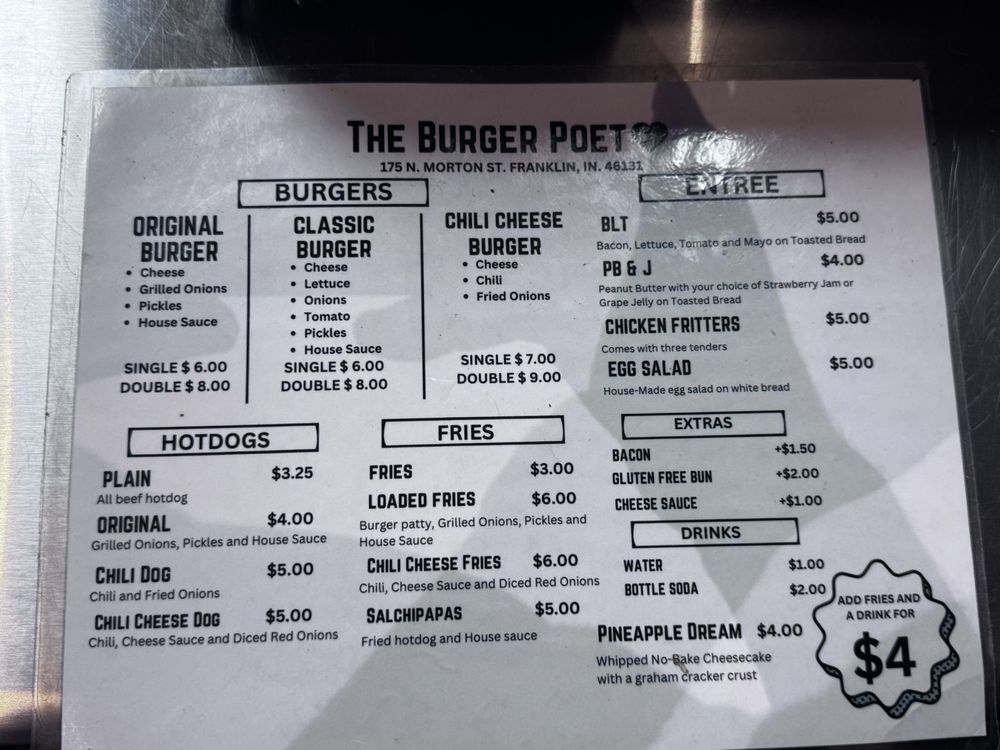 THE BURGER POET
175 N. MORTON ST. FRANKLIN, IN. 46131
BURGERS
ORIGINAL
BURGER
• Cheese
• Grilled Onions
• Pickles
• House Sauce
SINGLE $ 6.00
DOUBLE $ 8.00
CLASSIC
BURGER
• Cheese
• Lettuce
• Onions
• Tomato
• Pickles
• House Sauce
SINGLE $ 6.00
DOUBLE $ 8.00
CHILI CHEESE
BURGER
• Cheese
• Chili
• Fried Onions
SINGLE $ 7.00
DOUBLE $ 9.00
ENTREE
BLT $5.00
Bacon, Lettuce, Tomato and Mayo on Toasted Bread
PB & J $4.00
Peanut Butter with your choice of Strawberry Jam or
Grape Jelly on Toasted Bread
CHICKEN FRITTERS $5.00
Comes with three tenders
EGG SALAD $5.00
House-Made egg salad on white bread
HOTDOGS
PLAIN $3.25
All beef hotdog
ORIGINAL $4.00
Grilled Onions, Pickles and House Sauce
CHILI DOG $5.00
Chili and Fried Onions
CHILI CHEESE DOG $5.00
Chili, Cheese Sauce and Diced Red Onions
FRIES
FRIES $3.00
LOADED FRIES $6.00
Burger patty, Grilled Onions, Pickles and
House Sauce
CHILI CHEESE FRIES $6.00
Chili, Cheese Sauce and Diced Red Onions
SALCHIPAPAS $5.00
Fried hotdog and House sauce
EXTRAS
BACON +$1.50
GLUTEN FREE BUN +$2.00
CHEESE SAUCE +$1.00
DRINKS
WATER $1.00
BOTTLE SODA $2.00
PINEAPPLE DREAM $4.00
Whipped No-Bake Cheesecake
with a graham cracker crust
ADD FRIES AND
A DRINK FOR
$4